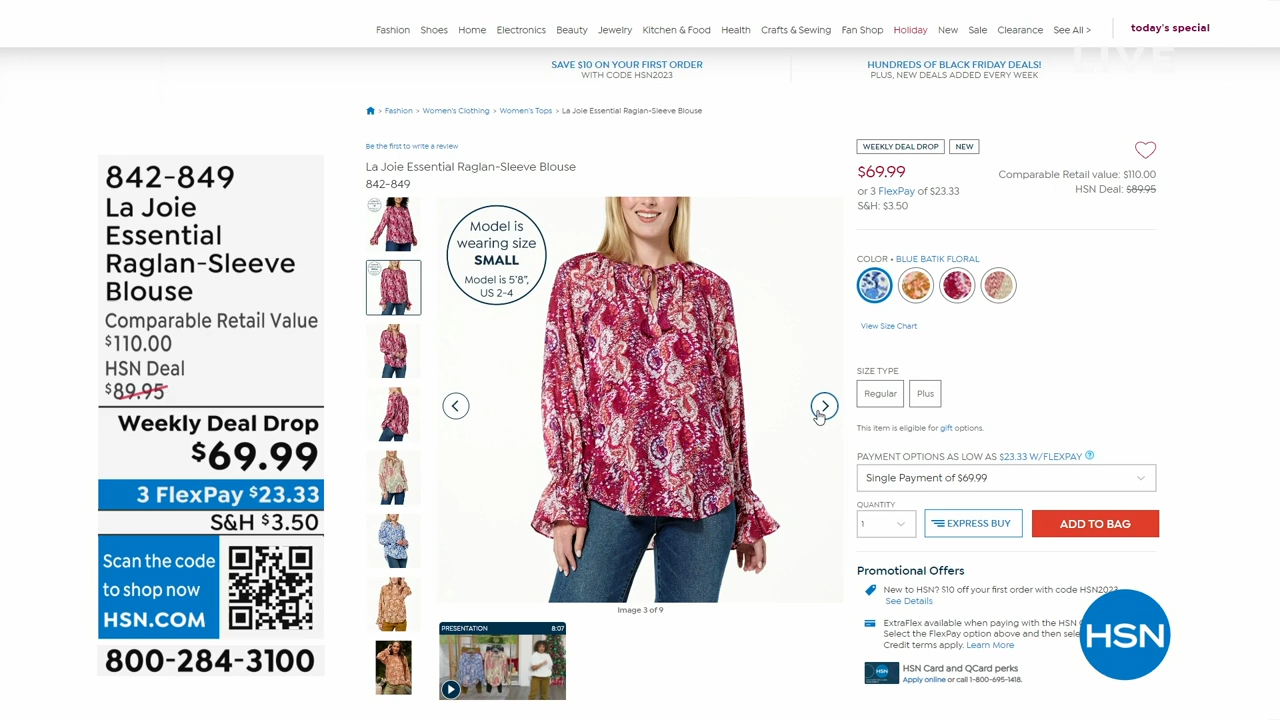 Fashion Shoes Home Electronics Beauty Jewelry Kitchen & Food Health Crafts & Sewing Fan Shop Holiday New Sale Clearance See All > today's special
LIVE
SAVE $10 ON YOUR FIRST ORDER
WITH CODE HSN2023
HUNDREDS OF BLACK FRIDAY DEALS!
PLUS, NEW DEALS ADDED EVERY WEEK
> Fashion > Women's Clothing > Women's Tops > La Joie Essential Raglan-Sleeve Blouse
842-849
La Joie
Essential
Raglan-Sleeve
Blouse
Comparable Retail Value
$110.00
HSN Deal
$89.95
Weekly Deal Drop
$69.99
3 FlexPay $23.33
S&H $3.50
Scan the code
to shop now
HSN.COM
800-284-3100
Be the first to write a review
La Joie Essential Raglan-Sleeve Blouse
842-849
Model is
wearing size
SMALL
Model is 5'8",
US 2-4
Image 3 of 9
PRESENTATION 8:07
WEEKLY DEAL DROP NEW
$69.99
or 3 FlexPay of $23.33
S&H: $3.50
Comparable Retail value: $110.00
HSN Deal: $89.95
COLOR • BLUE BATIK FLORAL
View Size Chart
SIZE TYPE
Regular Plus
This item is eligible for gift options.
PAYMENT OPTIONS AS LOW AS $23.33 W/FLEXPAY ?
Single Payment of $69.99
QUANTITY
1 EXPRESS BUY ADD TO BAG
Promotional Offers
New to HSN? $10 off your first order with code HSN2023
See Details
ExtraFlex available when paying with the HSN
Select the FlexPay option above and then
Credit terms apply. Learn More
HSN
HSN HSN Card and QCard perks
Apply online or call 1-800-695-1418.